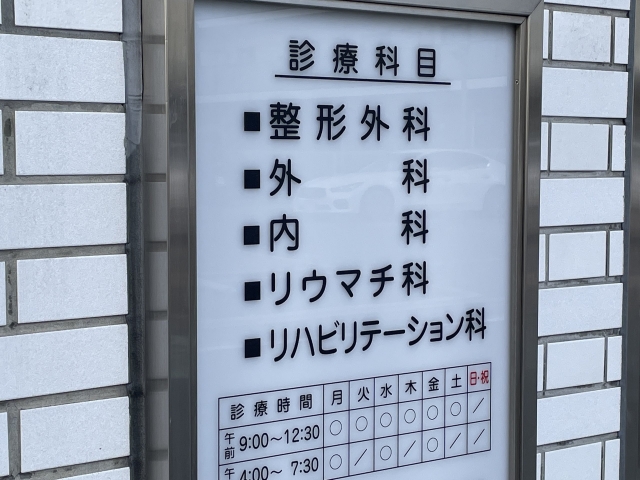 診療科目
■整形外科
■外科
■内科
■リウマチ科
■リハビリテーション科
診療時間 月 火 水 木 金 土 日・祝
午前 9:00～12:30 ○ ○ ○ ○ ○ ○ ／
午 4:00～ 7:30 ○ ／ ○ ○ ○ ／ ／